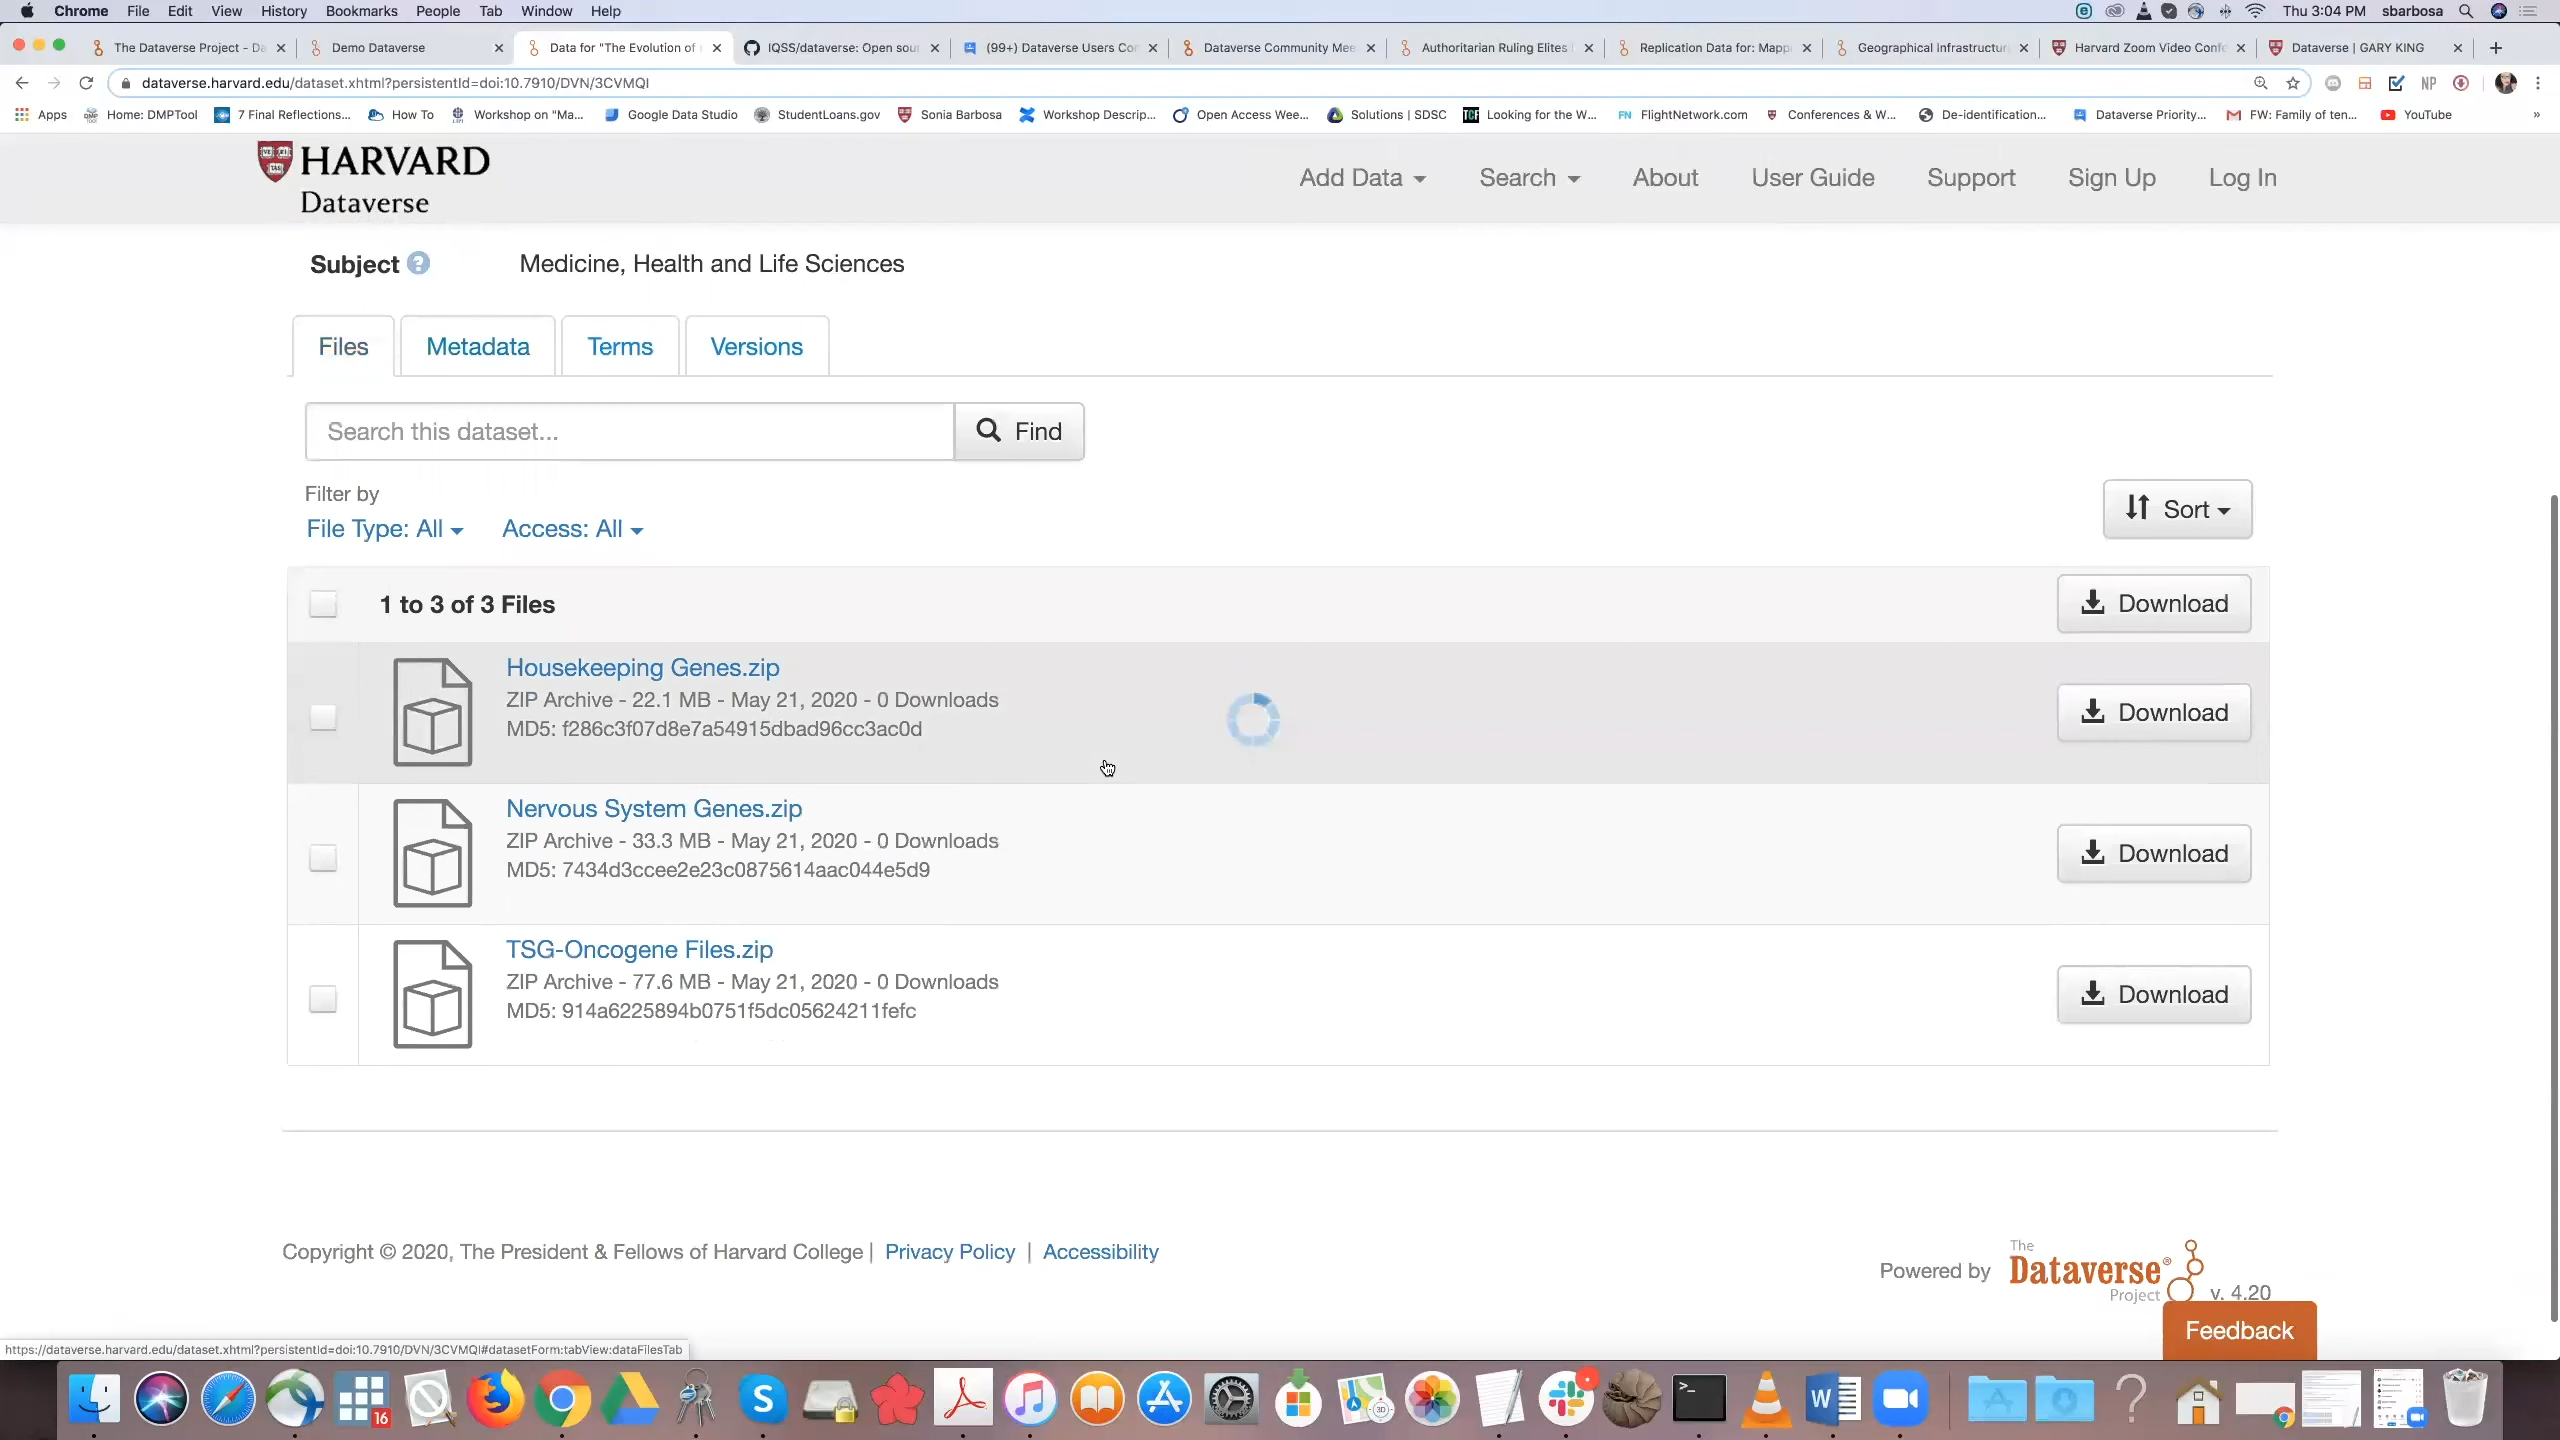 Chrome File Edit View History Bookmarks People Tab Window Help Thu 3:04 PM sbarbosa
The Dataverse Project - Da Demo Dataverse Data for "The Evolution of IQSS/dataverse: Open sou (99+) Dataverse Users Co Dataverse Community Mee Authoritarian Ruling Elites Replication Data for: Mapp Geographical Infrastructur Harvard Zoom Video Confe Dataverse | GARY KING
dataverse.harvard.edu/dataset.xhtml?persistentId=doi:10.7910/DVN/3CVMQI NP
Apps Home: DMPTool 7 Final Reflections... How To Workshop on "Ma... Google Data Studio StudentLoans.gov Sonia Barbosa Workshop Descrip... Open Access Wee... Solutions | SDSC TCF Looking for the W... FN FlightNetwork.com Conferences & W... De-identification... Dataverse Priority... FW: Family of ten... YouTube »
HARVARD
Dataverse
Add Data Search About User Guide Support Sign Up Log In
Subject ? Medicine, Health and Life Sciences
Files Metadata Terms Versions
Search this dataset... Find
Filter by
File Type: All Access: All Sort
1 to 3 of 3 Files Download
Housekeeping Genes.zip
ZIP Archive - 22.1 MB - May 21, 2020 - 0 Downloads
MD5: f286c3f07d8e7a54915dbad96cc3ac0d
Download
Nervous System Genes.zip
ZIP Archive - 33.3 MB - May 21, 2020 - 0 Downloads
MD5: 7434d3ccee2e23c0875614aac044e5d9
Download
TSG-Oncogene Files.zip
ZIP Archive - 77.6 MB - May 21, 2020 - 0 Downloads
MD5: 914a6225894b0751f5dc05624211fefc
Download
Copyright © 2020, The President & Fellows of Harvard College | Privacy Policy | Accessibility
Powered by The Dataverse® Project v. 4.20
Feedback
https://dataverse.harvard.edu/dataset.xhtml?persistentId=doi:10.7910/DVN/3CVMQI#datasetForm:tabView:dataFilesTab
16